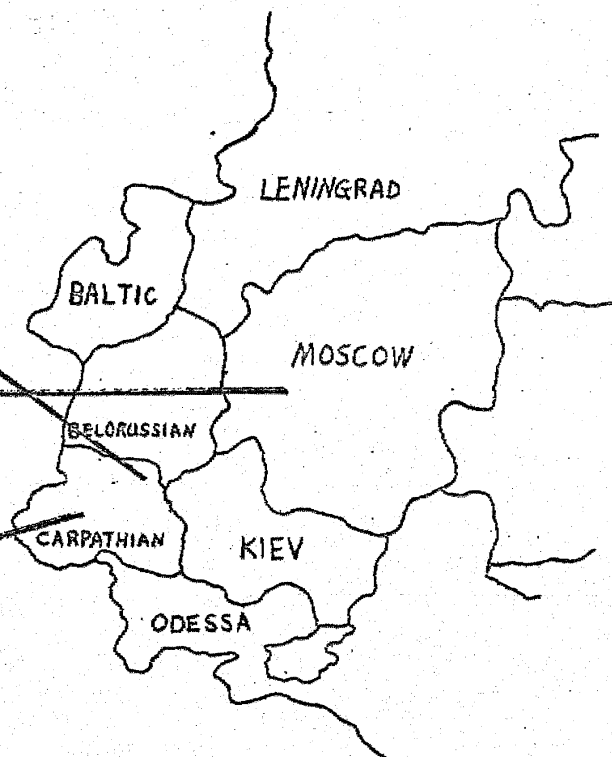 LENINGRAD
BALTIC
MOSCOW
BELORUSSIAN
CARPATHIAN
KIEV
ODESSA